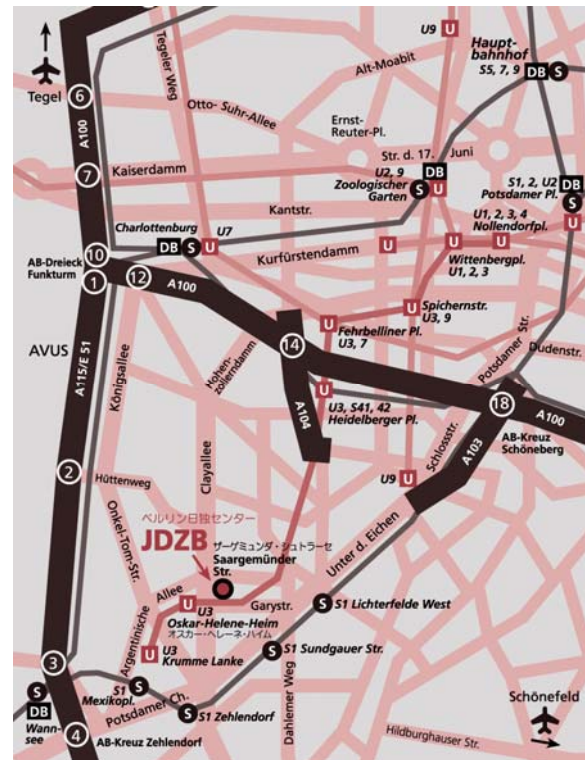 U9
Haupt-
bahnhof
S5, 7, 9
DB
S
Tegeler Weg
Alt-Moabit
Tegel
6
A100
Otto- Suhr-Allee
Ernst-
Reuter-Pl.
Str. d. 17. Juni
7
Kaiserdamm
DB
U2, 9
Zoologischer
Garten
S
U
S1, 2, U2
Potsdamer Pl.
DB
S
U
Kantstr.
Charlottenburg
DB
S
U
U7
U1, 2, 3, 4
Nollendorfpl.
Kurfürstendamm
U
U
U
Wittenbergpl.
U1, 2, 3
10
AB-Dreieck
Funkturm
1
12
A100
Spichernstr.
U3, 9
U
U
Fehrbelliner Pl.
U3, 7
Potsdamer Str.
Dudenstr.
AVUS
A115/E 51
Königsallee
Hohen-
zollerndamm
14
A104
U
U3, S41, 42
Heidelberger Pl.
18
A100
AB-Kreuz
Schöneberg
A103
Schlossstr.
U9
U
2
Hüttenweg
Clayallee
Onkel-Tom-Str.
ベルリン日独センター
JDZB
ザーゲミュンダ・シュトラーセ
Saargemünder
Str.
Unter d. Eichen
Argentinische Allee
U
U3
Oskar-Helene-Heim
オスカー・ヘレーネ・ハイム
Garystr.
S
S1 Lichterfelde West
U
U3
Krumme Lanke
S
S1 Sundgauer Str.
3
S
DB
Wann-
see
S1
Mexikopl.
S
Potsdamer Ch.
S
S1 Zehlendorf
Dahlemer Weg
4
AB-Kreuz Zehlendorf
Schönefeld
Hildburghauser Str.